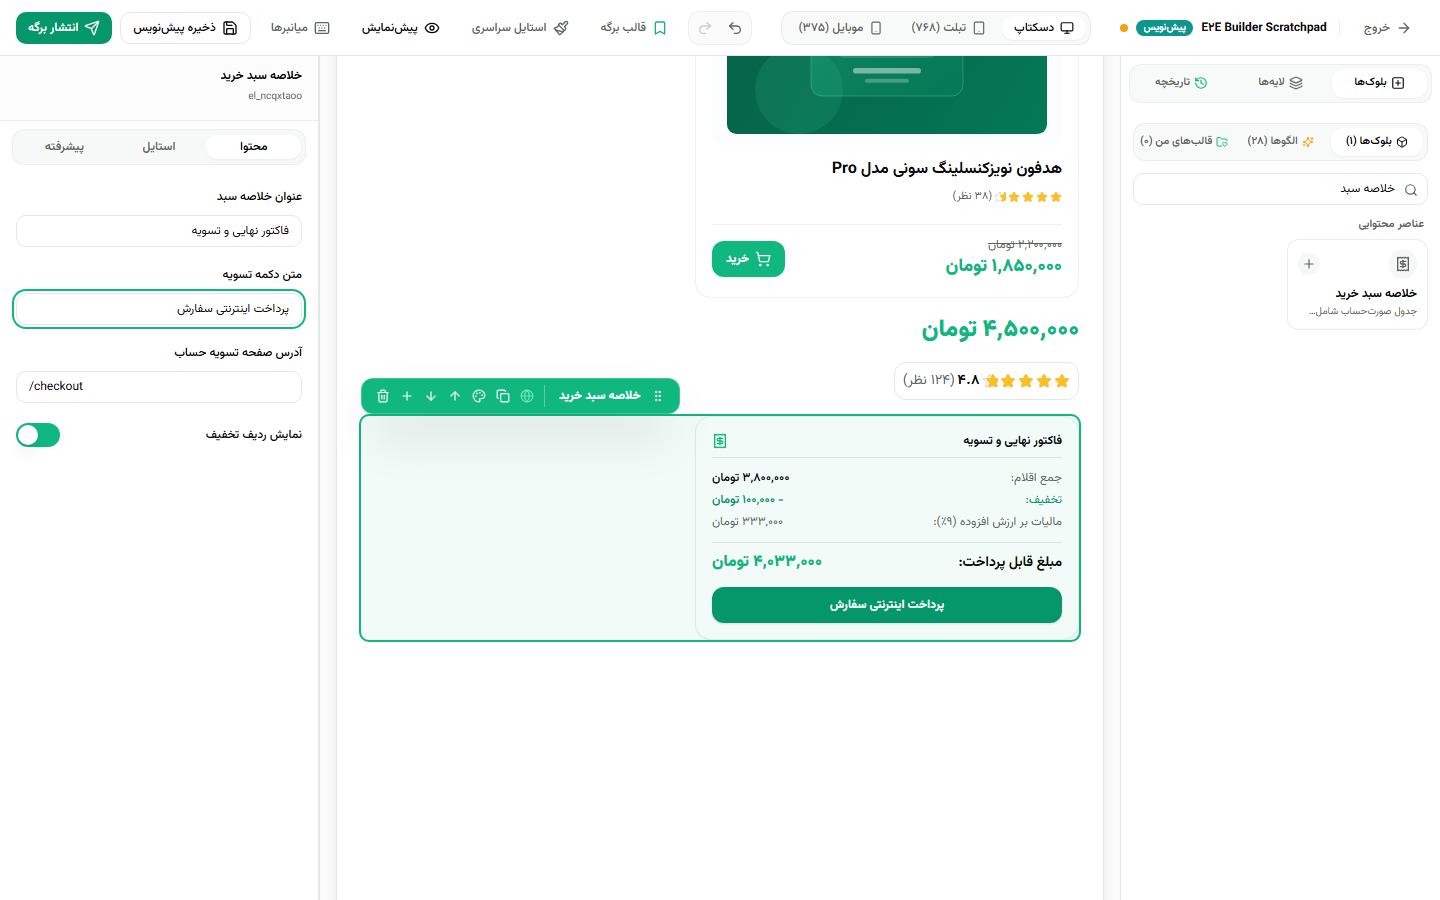 خروج
E۲E Builder Scratchpad
پیش‌نویس
دسکتاپ
تبلت (۷۶۸)
موبایل (۳۷۵)
قالب برگه
استایل سراسری
پیش‌نمایش
میانبرها
ذخیره پیش‌نویس
انتشار برگه
بلوک‌ها
لایه‌ها
تاریخچه
بلوک‌ها (۱)
الگوها (۲۸)
قالب‌های من (۰)
خلاصه سبد
عناصر محتوایی
خلاصه سبد خرید
جدول صورت‌حساب شامل...
هدفون نویزکنسلینگ سونی مدل Pro
(۳۸ نظر)
۲,۲۰۰,۰۰۰ تومان
۱,۸۵۰,۰۰۰ تومان
خرید
۴,۵۰۰,۰۰۰ تومان
۴.۸ (۱۲۴ نظر)
خلاصه سبد خرید
فاکتور نهایی و تسویه
جمع اقلام:
۳,۸۰۰,۰۰۰ تومان
تخفیف:
- ۱۰۰,۰۰۰ تومان
مالیات بر ارزش افزوده (۹٪):
۳۳۳,۰۰۰ تومان
مبلغ قابل پرداخت:
۴,۰۳۳,۰۰۰ تومان
پرداخت اینترنتی سفارش
خلاصه سبد خرید
el_ncqxtaoo
محتوا
استایل
پیشرفته
عنوان خلاصه سبد
فاکتور نهایی و تسویه
متن دکمه تسویه
پرداخت اینترنتی سفارش
آدرس صفحه تسویه حساب
/checkout
نمایش ردیف تخفیف